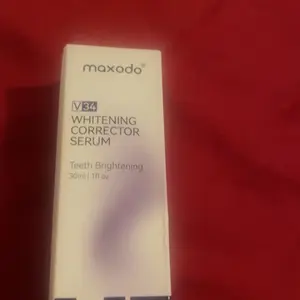 maxodo
V34
WHITENING
CORRECTOR
SERUM
Teeth Brightening
30ml | 1fl oz